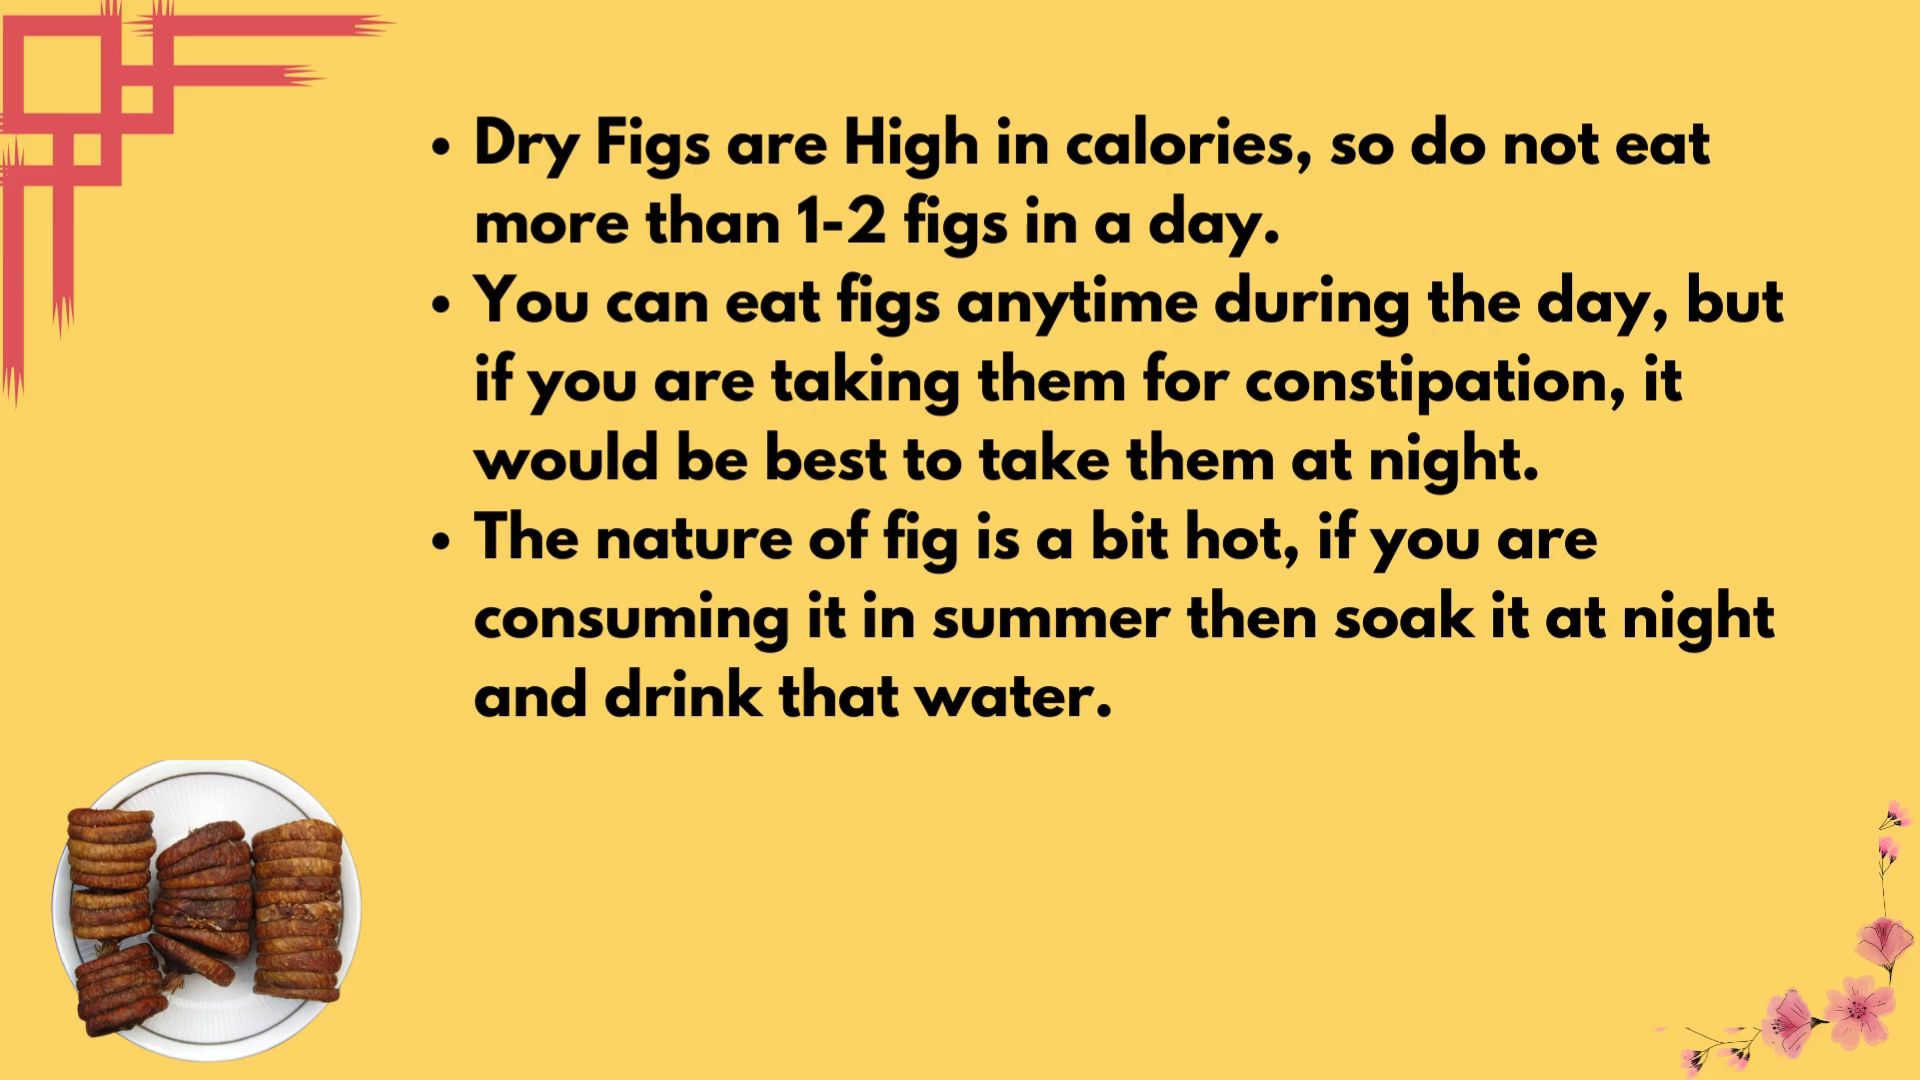 • Dry Figs are High in calories, so do not eat
more than 1-2 figs in a day.
• You can eat figs anytime during the day, but
if you are taking them for constipation, it
would be best to take them at night.
• The nature of fig is a bit hot, if you are
consuming it in summer then soak it at night
and drink that water.